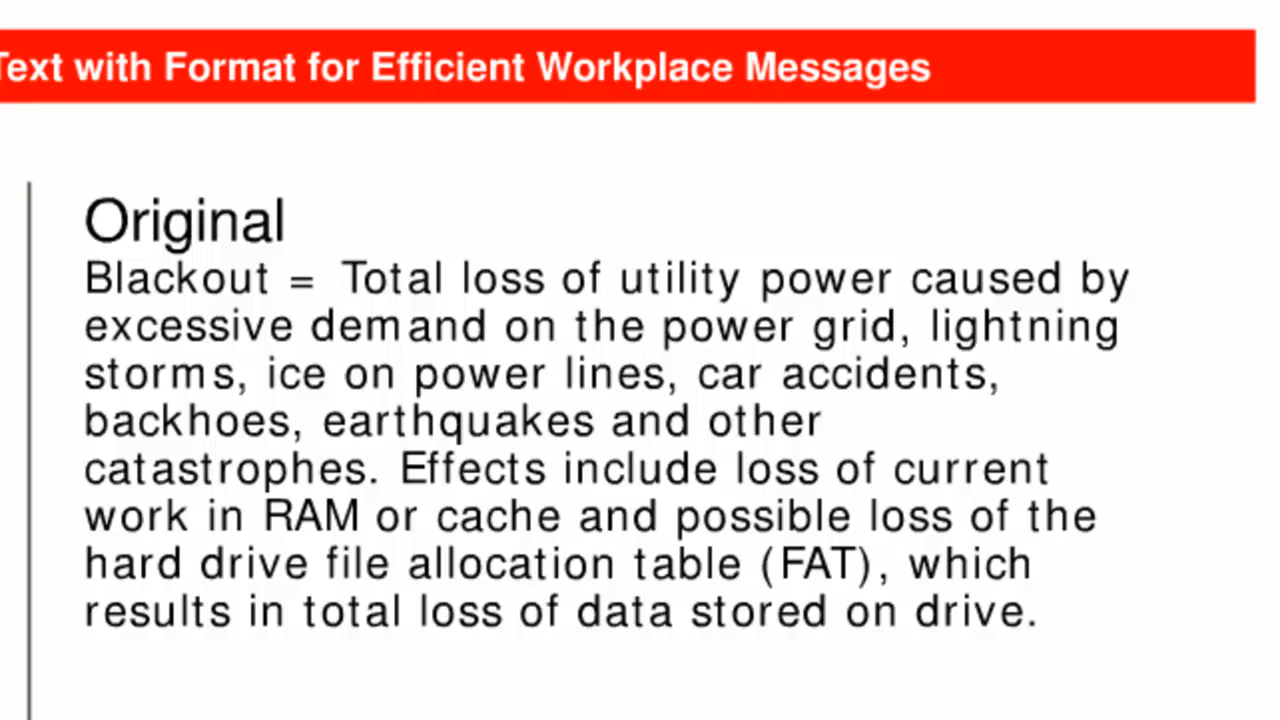 Text with Format for Efficient Workplace Messages
Original
Blackout = Total loss of utility power caused by
excessive demand on the power grid, lightning
storms, ice on power lines, car accidents,
backhoes, earthquakes and other
catastrophes. Effects include loss of current
work in RAM or cache and possible loss of the
hard drive file allocation table (FAT), which
results in total loss of data stored on drive.